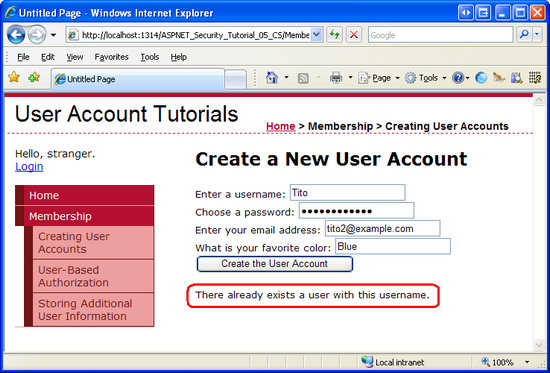 Untitled Page - Windows Internet Explorer
http://localhost:1314/ASPNET_Security_Tutorial_05_CS/Membe
Google
File Edit View Favorites Tools Help
Untitled Page
Page Tools
User Account Tutorials
Home > Membership > Creating User Accounts
Hello, stranger.
Login
Home
Membership
Creating User
Accounts
User-Based
Authorization
Storing Additional
User Information
Create a New User Account
Enter a username: Tito
Choose a password: ●●●●●●●●●●●●
Enter your email address: tito2@example.com
What is your favorite color: Blue
Create the User Account
There already exists a user with this username.
Local intranet
100%